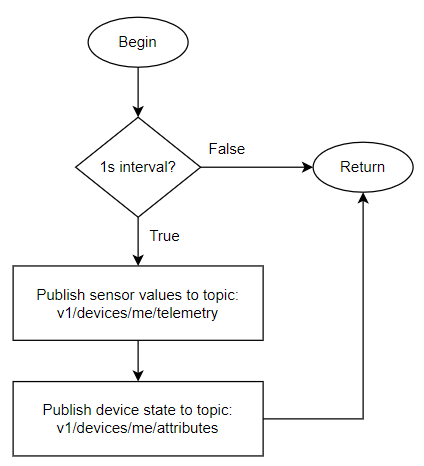 Begin
1s interval?
False
Return
True
Publish sensor values to topic:
v1/devices/me/telemetry
Publish device state to topic:
v1/devices/me/attributes